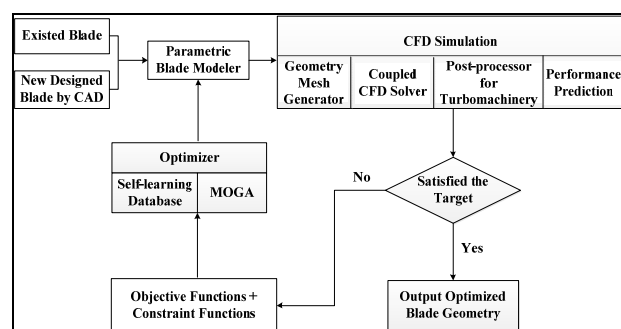 Existed Blade
New Designed
Blade by CAD
Parametric
Blade Modeler
CFD Simulation
Geometry
Mesh
Generator
Coupled
CFD Solver
Post-processor
for
Turbomachinery
Performance
Prediction
Optimizer
Self-learning
Database
MOGA
No
Satisfied the
Target
Yes
Objective Functions +
Constraint Functions
Output Optimized
Blade Geometry